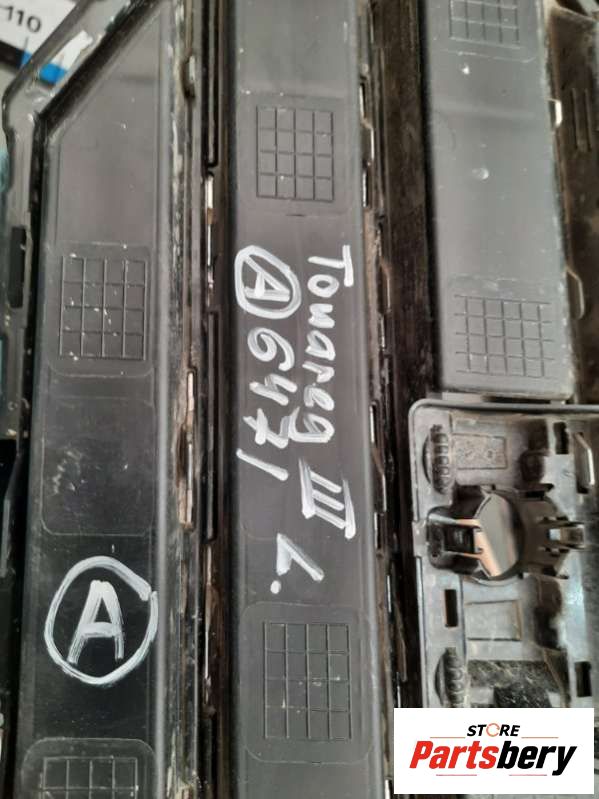 110
Touareg III L.
A 6471
A
STORE
Partsbery